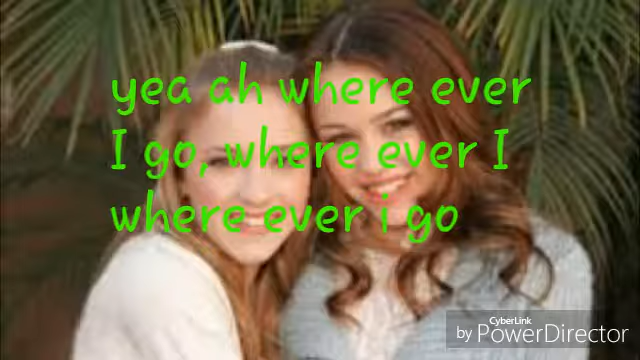 yea ah where ever
I go, where ever I
where ever i go
CyberLink
by PowerDirector